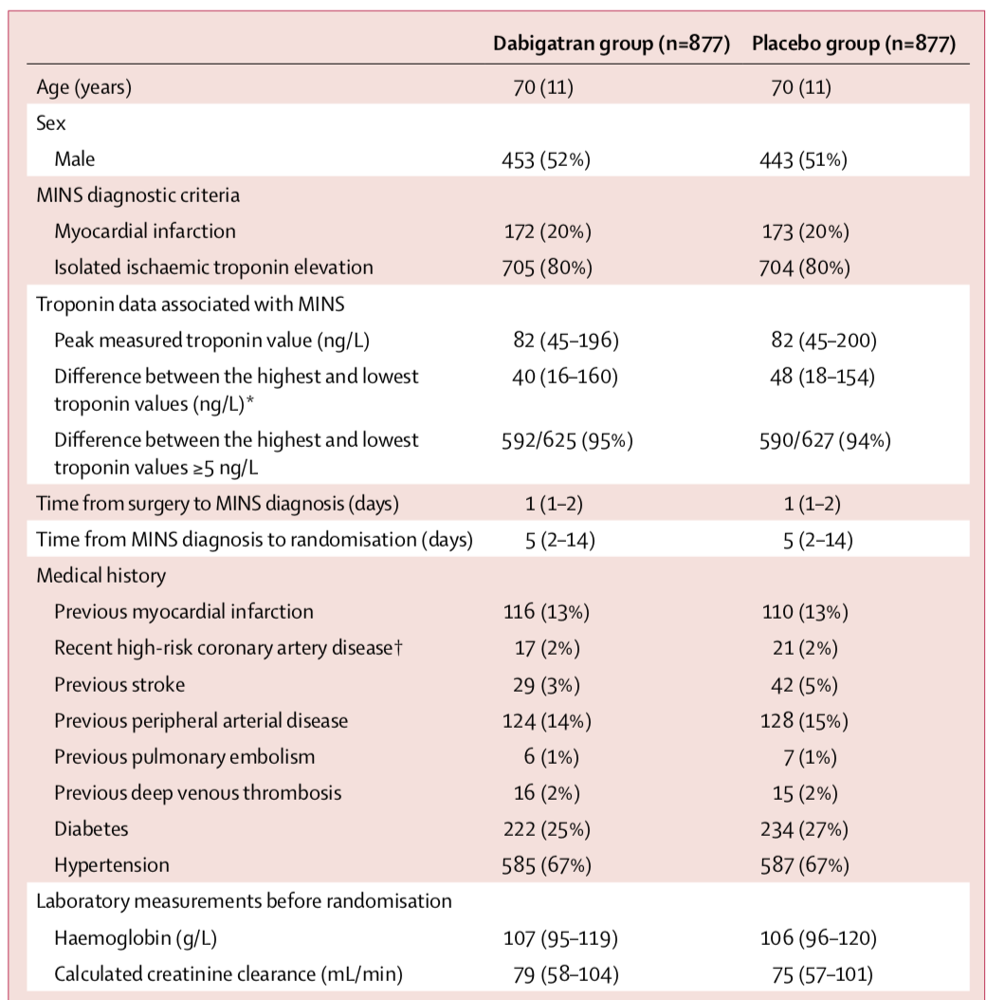 Dabigatran group (n=877) Placebo group (n=877)
Age (years) 70 (11) 70 (11)
Sex
Male 453 (52%) 443 (51%)
MINS diagnostic criteria
Myocardial infarction 172 (20%) 173 (20%)
Isolated ischaemic troponin elevation 705 (80%) 704 (80%)
Troponin data associated with MINS
Peak measured troponin value (ng/L) 82 (45–196) 82 (45–200)
Difference between the highest and lowest 40 (16–160) 48 (18–154)
troponin values (ng/L)*
Difference between the highest and lowest 592/625 (95%) 590/627 (94%)
troponin values ≥5 ng/L
Time from surgery to MINS diagnosis (days) 1 (1–2) 1 (1–2)
Time from MINS diagnosis to randomisation (days) 5 (2–14) 5 (2–14)
Medical history
Previous myocardial infarction 116 (13%) 110 (13%)
Recent high-risk coronary artery disease† 17 (2%) 21 (2%)
Previous stroke 29 (3%) 42 (5%)
Previous peripheral arterial disease 124 (14%) 128 (15%)
Previous pulmonary embolism 6 (1%) 7 (1%)
Previous deep venous thrombosis 16 (2%) 15 (2%)
Diabetes 222 (25%) 234 (27%)
Hypertension 585 (67%) 587 (67%)
Laboratory measurements before randomisation
Haemoglobin (g/L) 107 (95–119) 106 (96–120)
Calculated creatinine clearance (mL/min) 79 (58–104) 75 (57–101)